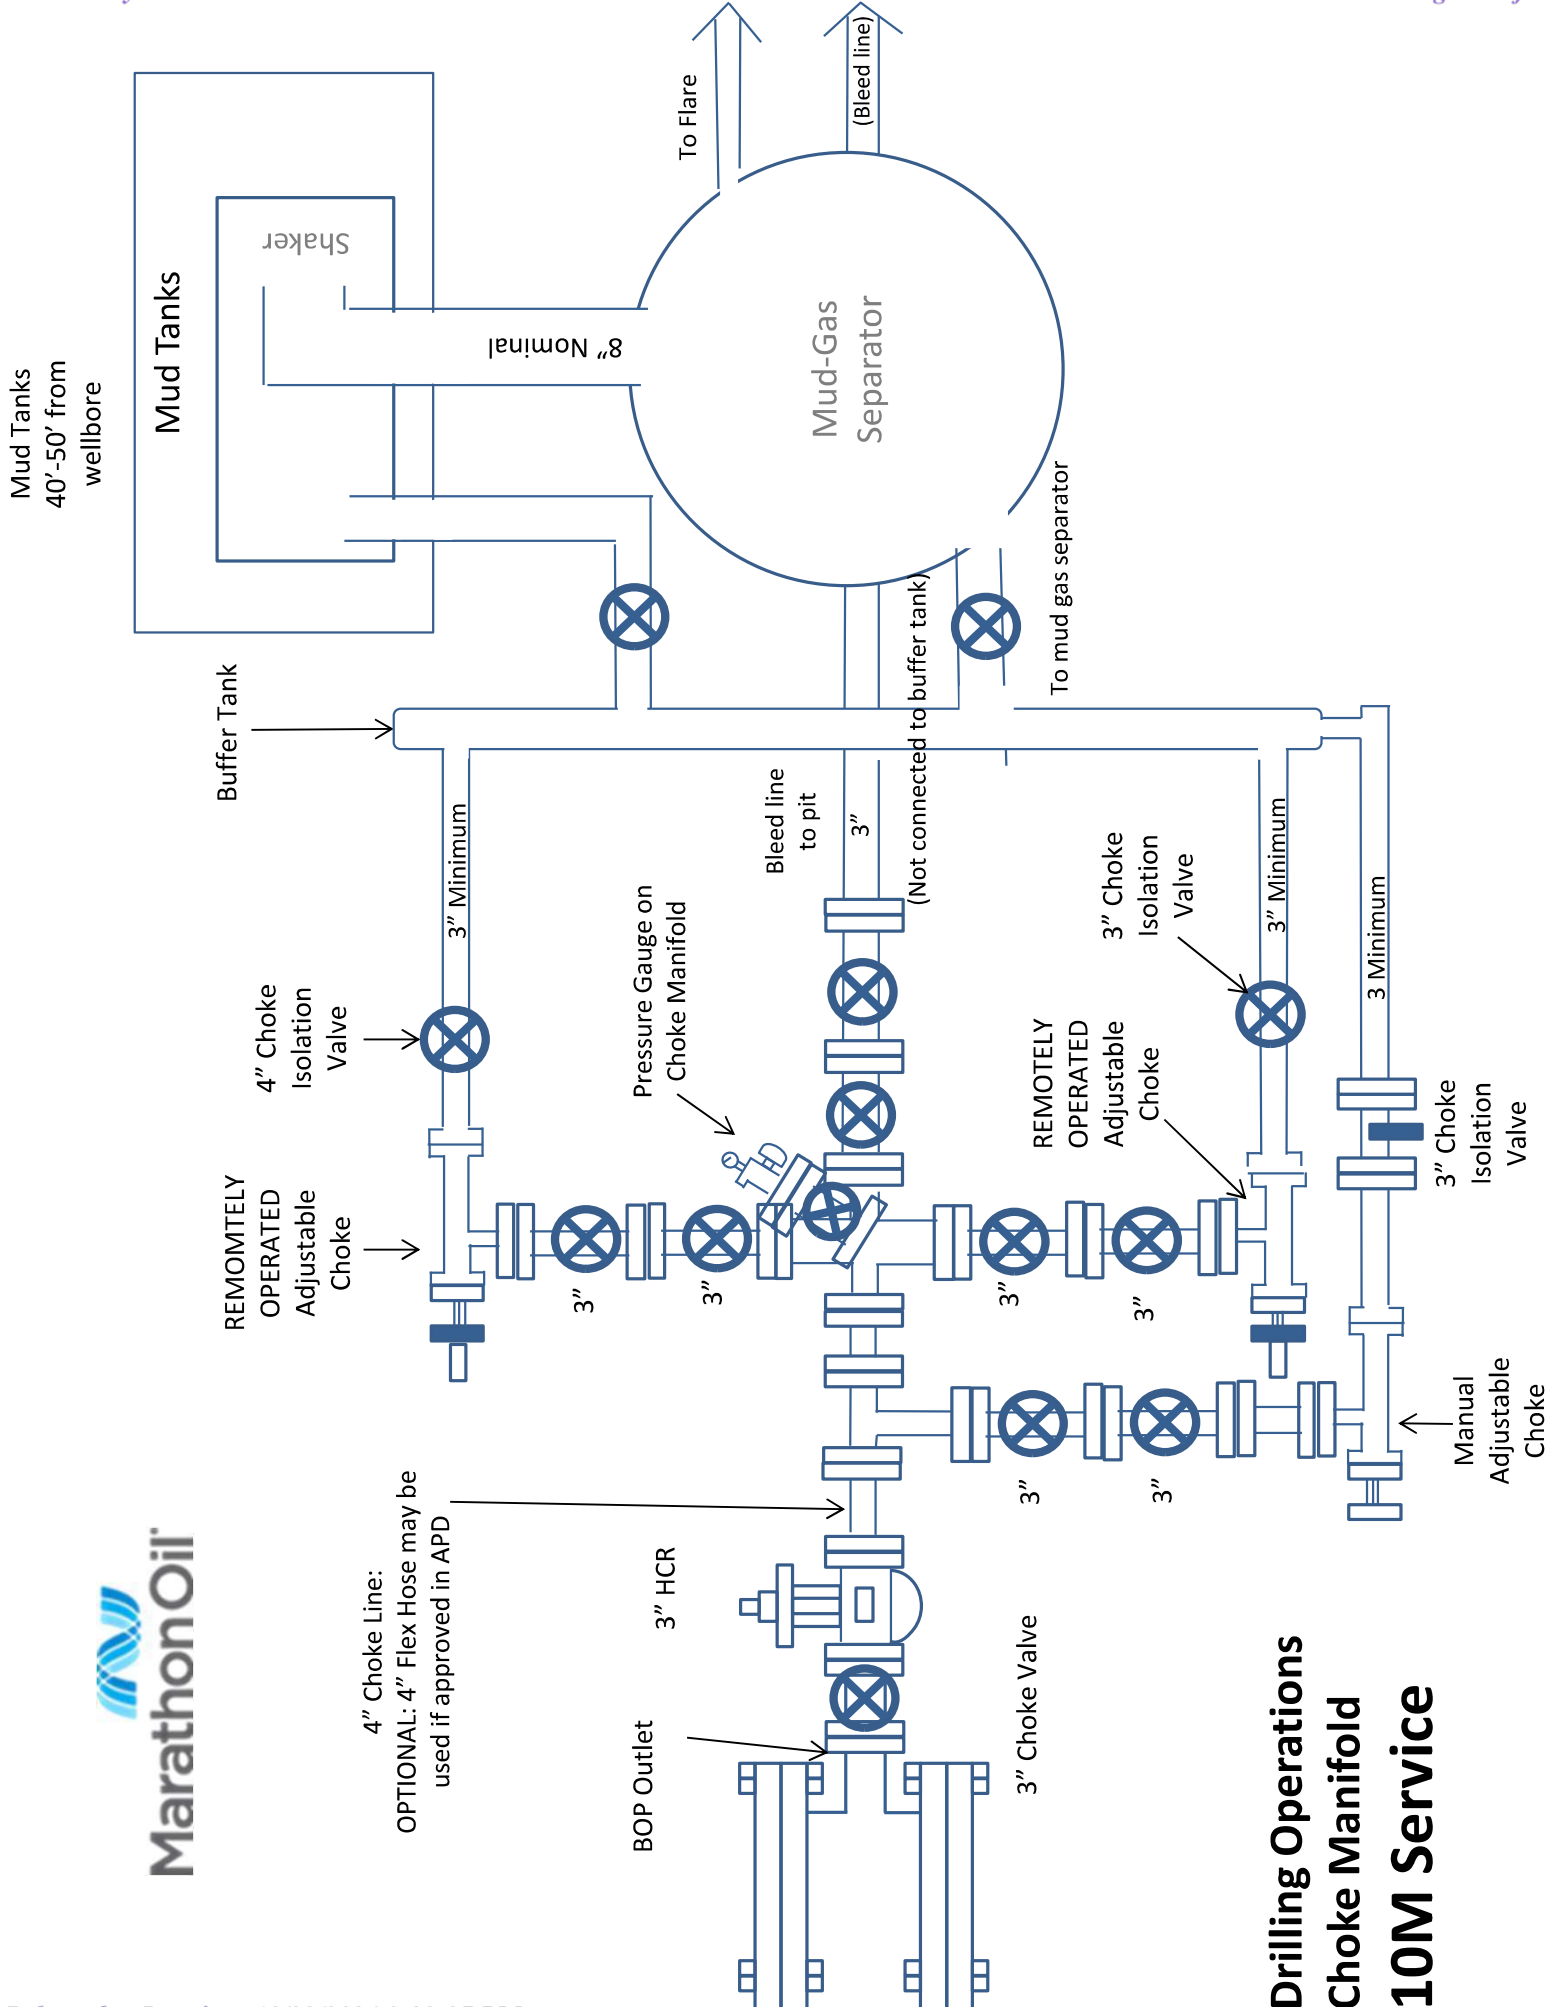 MarathonOil
Drilling Operations
Choke Manifold
10M Service
Mud Tanks
40’-50’ from
wellbore
Mud Tanks
Shaker
8” Nominal
To Flare
(Bleed line)
Mud-Gas
Separator
To mud gas separator
Buffer Tank
3” Minimum
Bleed line
to pit
3”
(Not connected to buffer tank)
4” Choke
Isolation
Valve
Pressure Gauge on
Choke Manifold
3” Choke
Isolation
Valve
3” Minimum
3 Minimum
REMOMTELY
OPERATED
Adjustable
Choke
REMOTELY
OPERATED
Adjustable
Choke
3” Choke
Isolation
Valve
3”
3”
3”
3”
Manual
Adjustable
Choke
3”
3”
4” Choke Line:
OPTIONAL: 4” Flex Hose may be
used if approved in APD
3” HCR
BOP Outlet
3” Choke Valve